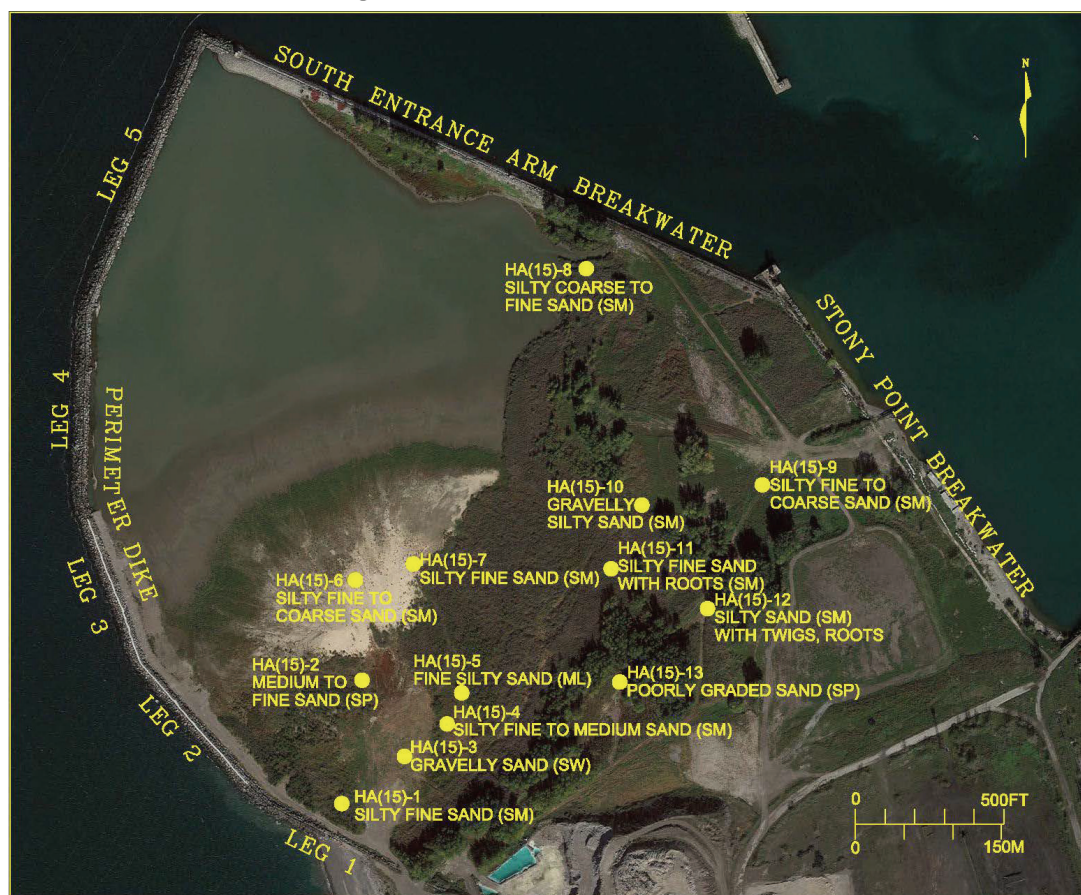 SOUTH ENTRANCE ARM BREAKWATER
N
LEG 5
STONY POINT BREAKWATER
HA(15)-8
SILTY COARSE TO
FINE SAND (SM)
LEG 4
PERIMETER DIKE
HA(15)-9
SILTY FINE TO
COARSE SAND (SM)
HA(15)-10
GRAVELLY
SILTY SAND (SM)
HA(15)-11
SILTY FINE SAND
WITH ROOTS (SM)
HA(15)-7
SILTY FINE SAND (SM)
HA(15)-6
SILTY FINE TO
COARSE SAND (SM)
LEG 3
HA(15)-12
SILTY SAND (SM)
WITH TWIGS, ROOTS
HA(15)-2
MEDIUM TO
FINE SAND (SP)
HA(15)-5
FINE SILTY SAND (ML)
HA(15)-13
POORLY GRADED SAND (SP)
HA(15)-4
SILTY FINE TO MEDIUM SAND (SM)
LEG 2
HA(15)-3
GRAVELLY SAND (SW)
HA(15)-1
SILTY FINE SAND (SM)
LEG 1
0 500FT
0 150M